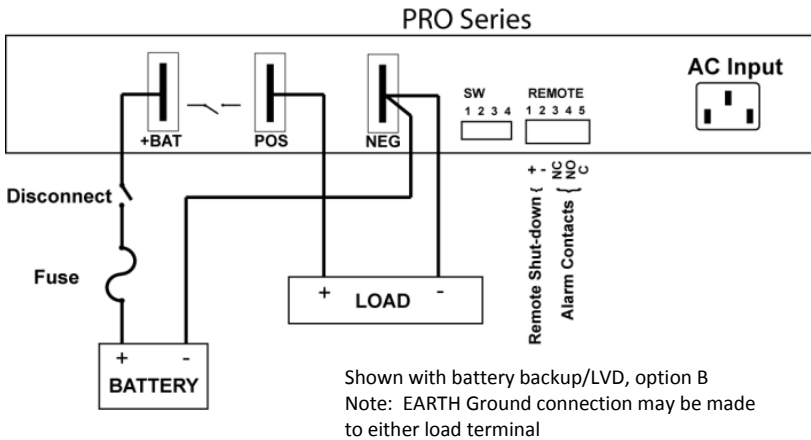 PRO Series
AC Input
SW
1 2 3 4
REMOTE
1 2 3 4 5
+BAT
POS
NEG
Disconnect
Fuse
+ -
BATTERY
+ LOAD -
+
-
NC
NO
C
Remote Shut-down {
Alarm Contacts {
Shown with battery backup/LVD, option B
Note: EARTH Ground connection may be made
to either load terminal